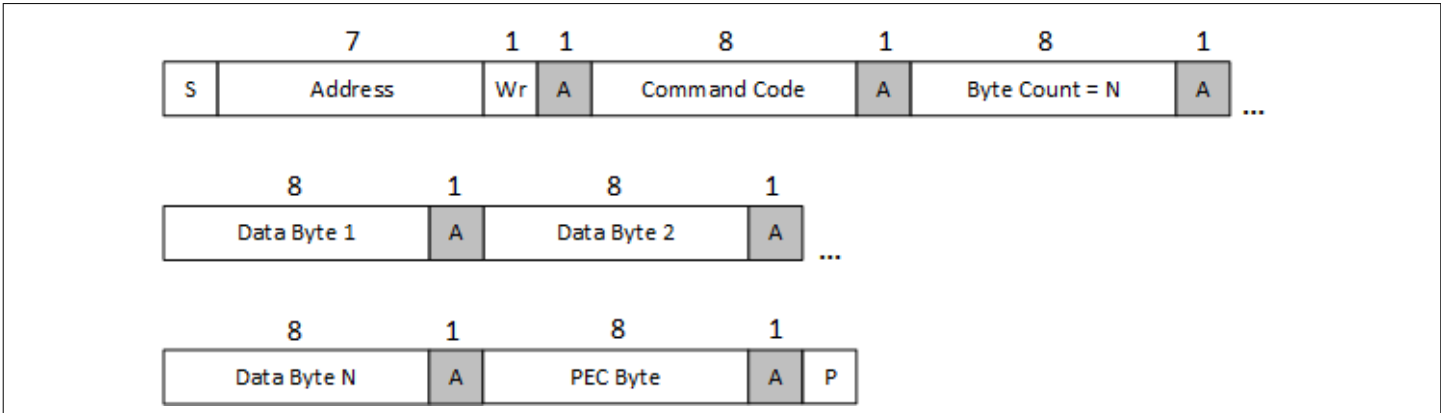 7 1 1 8 1 8 1
S Address Wr A Command Code A Byte Count = N A ...
8 1 8 1
Data Byte 1 A Data Byte 2 A ...
8 1 8 1
Data Byte N A PEC Byte A P